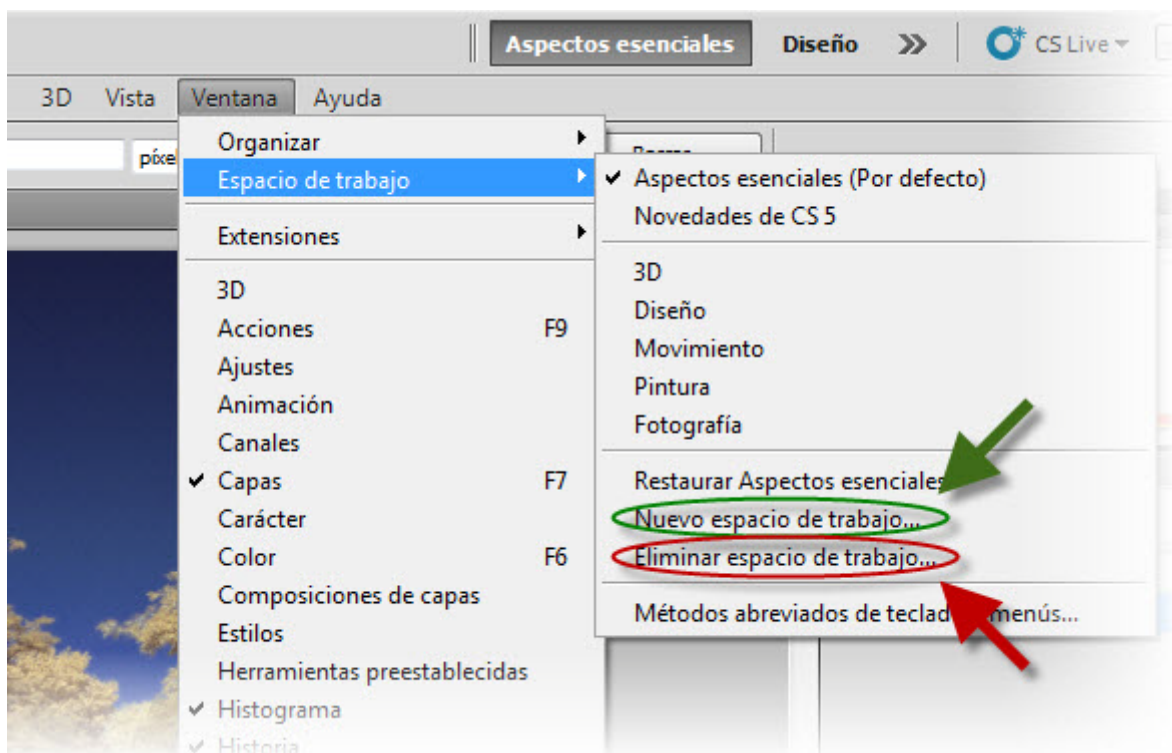 Aspectos esenciales Diseño CS Live
3D Vista Ventana Ayuda
Organizar
Espacio de trabajo
Extensiones
3D
Acciones F9
Ajustes
Animación
Canales
Capas F7
Carácter
Color F6
Composiciones de capas
Estilos
Herramientas preestablecidas
Histograma
Historia
Aspectos esenciales (Por defecto)
Novedades de CS 5
3D
Diseño
Movimiento
Pintura
Fotografía
Restaurar Aspectos esenciales
Nuevo espacio de trabajo...
Eliminar espacio de trabajo...
Métodos abreviados de menús...